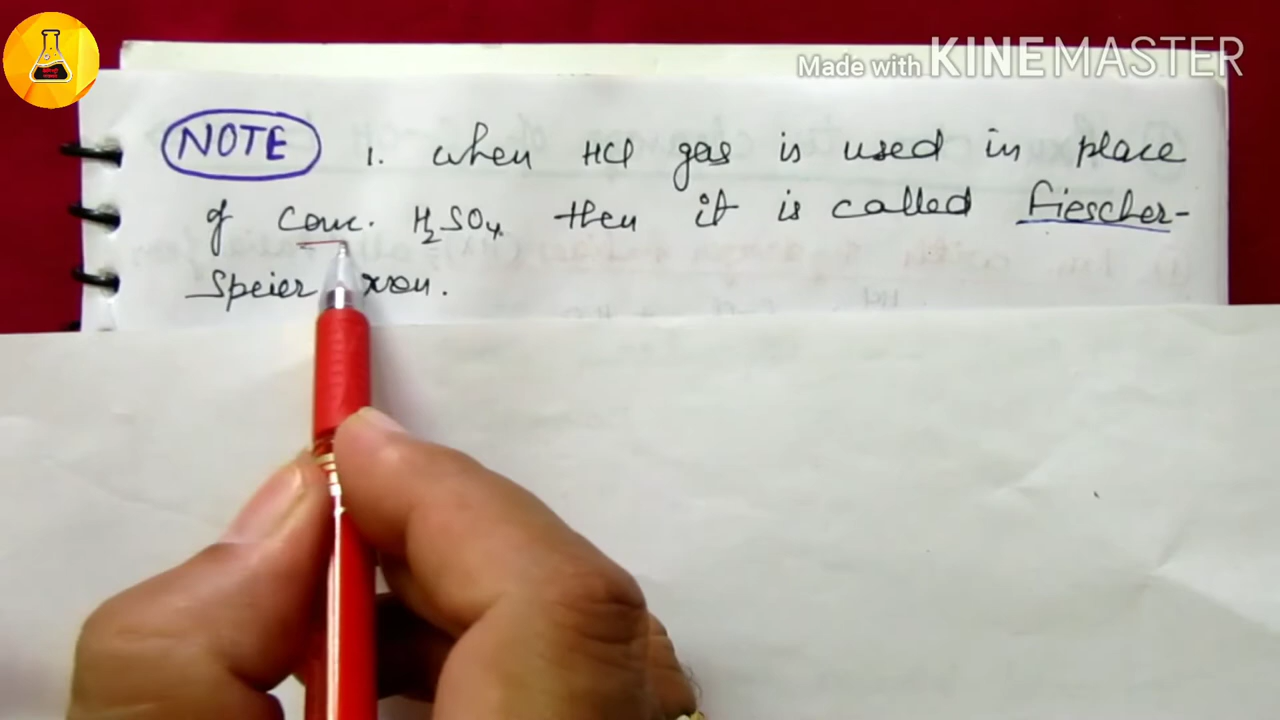 Made with KINEMASTER
NOTE 1. when HCl gas is used in place
of conc. H₂SO₄ then it is called fiescher-
Speier rxn.